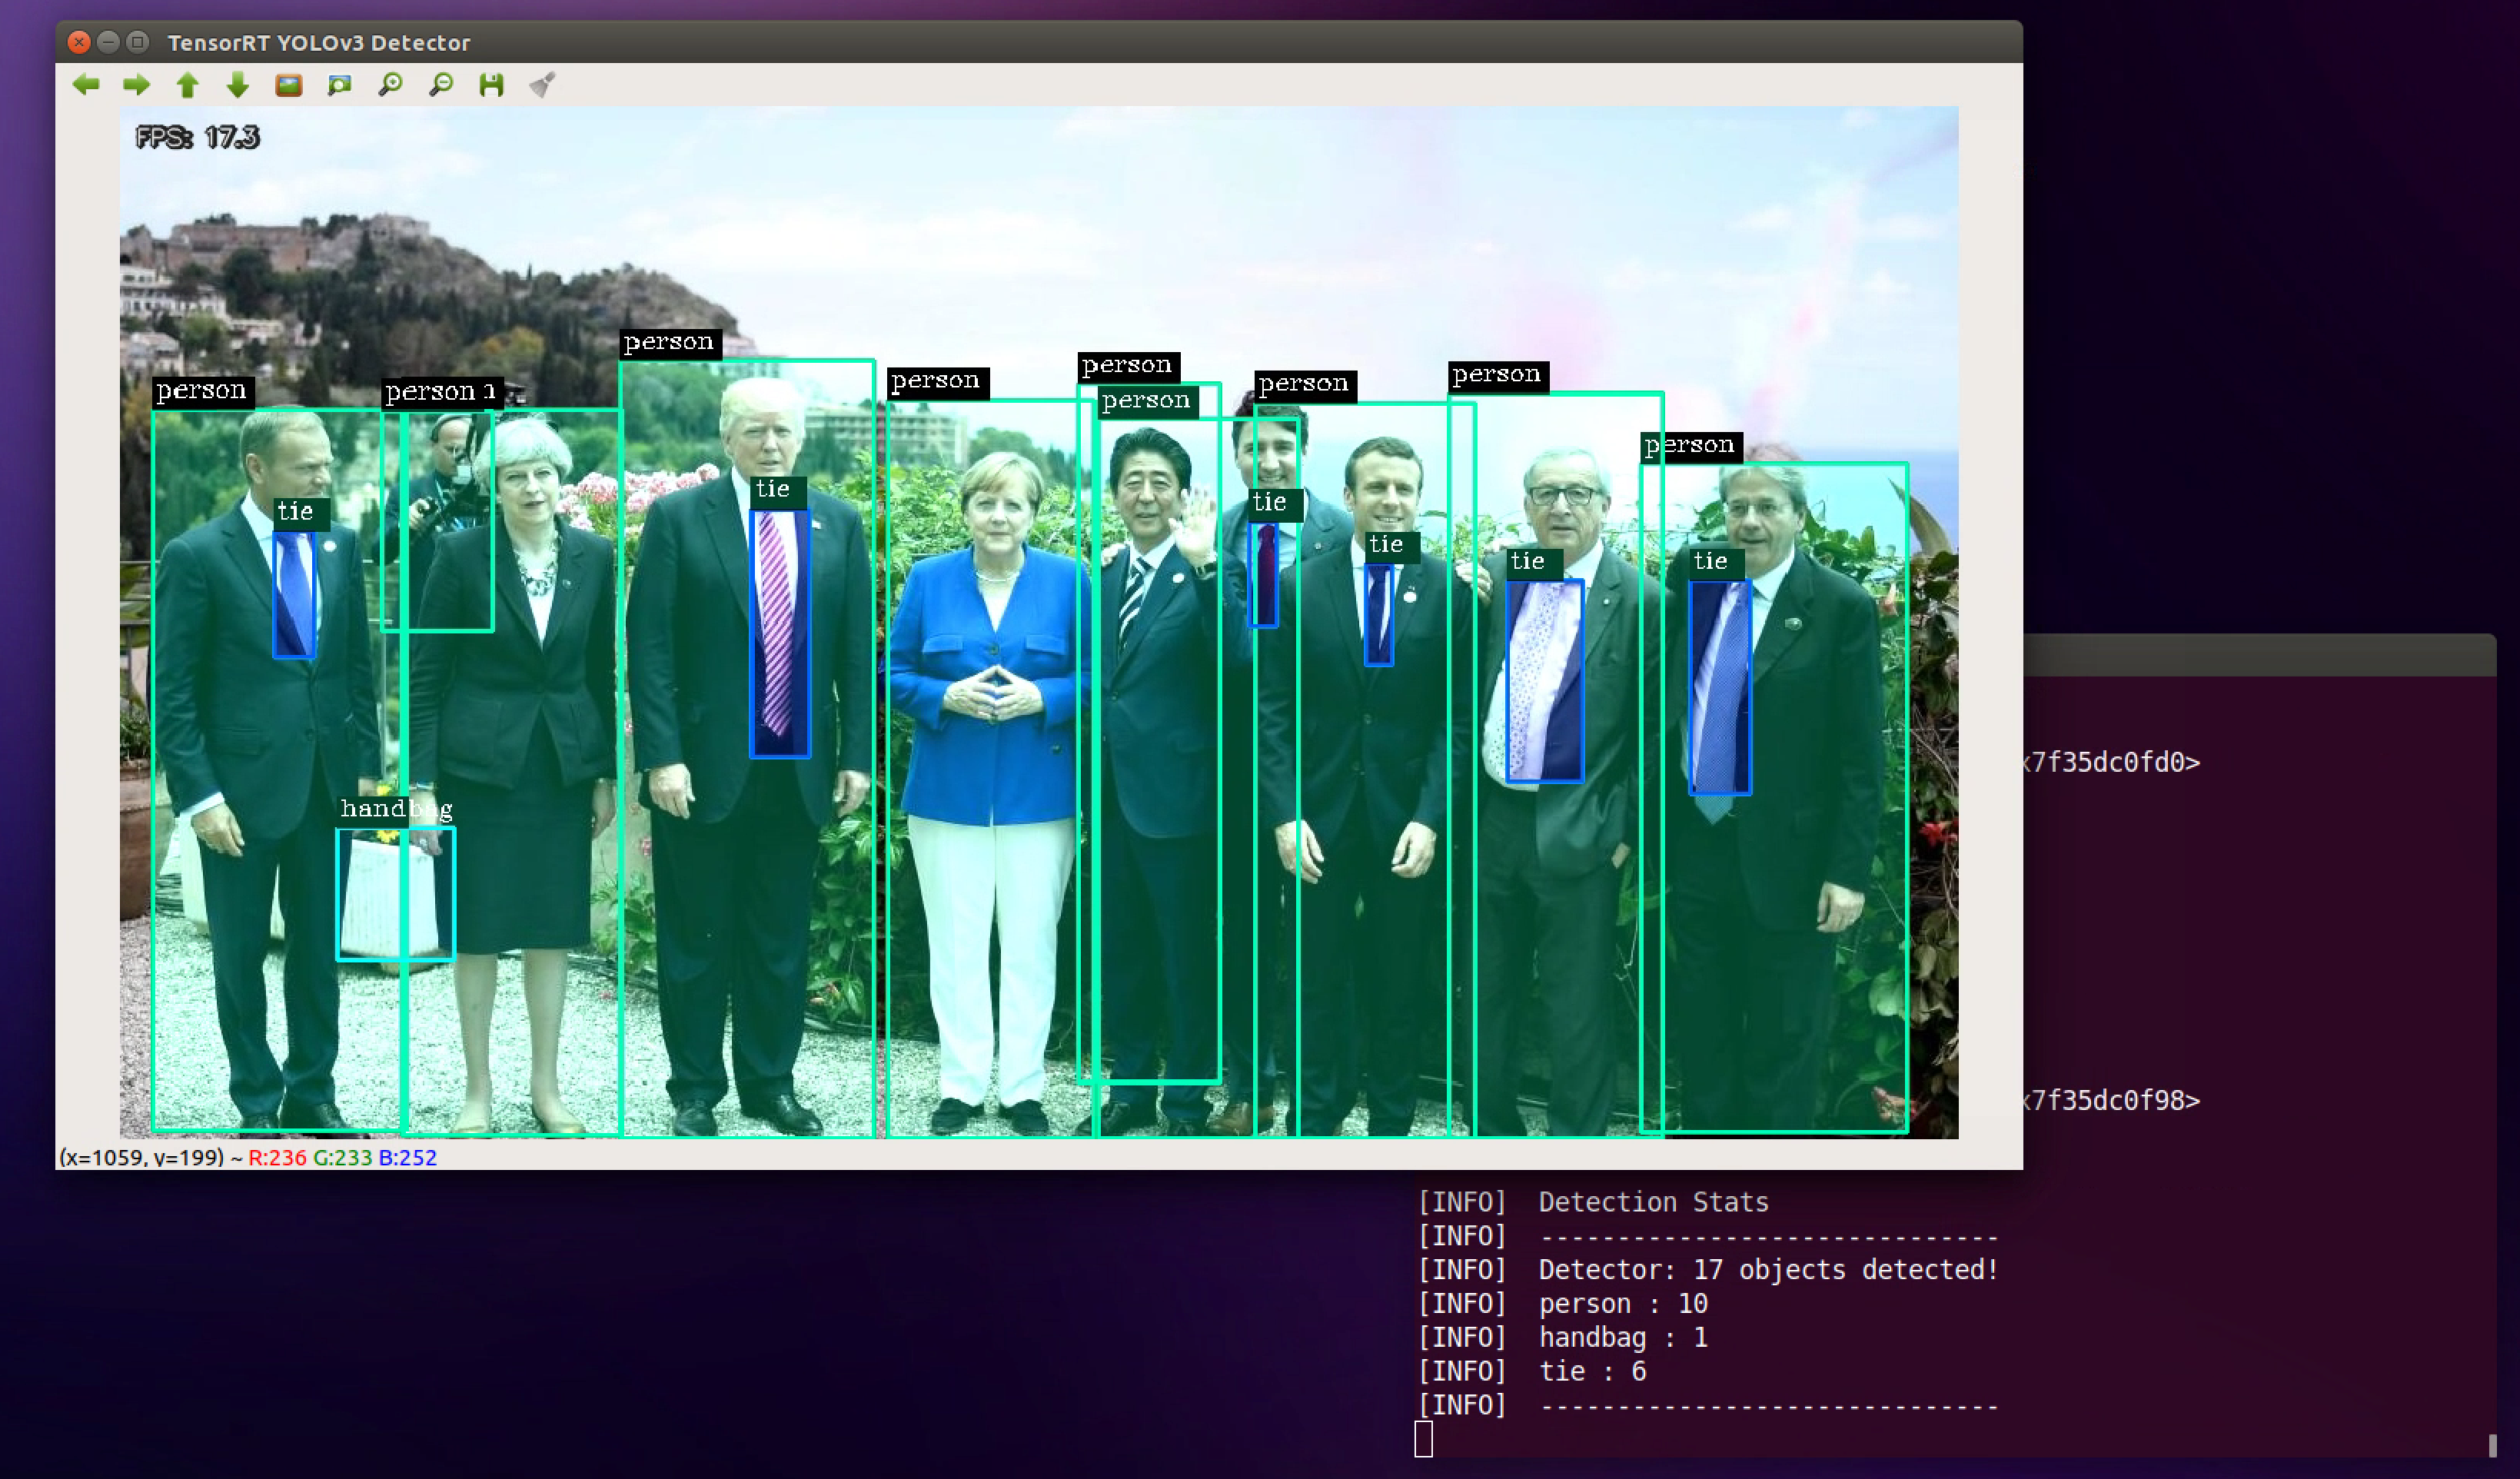 TensorRT YOLOv3 Detector
FPS: 17.3
person
person
person
person
person
person
person
person
person
tie
tie
tie
tie
tie
tie
handbag
(x=1059, y=199) ~ R:236 G:233 B:252
x7f35dc0fd0>
x7f35dc0f98>
[INFO] Detection Stats
[INFO] ------------------------------
[INFO] Detector: 17 objects detected!
[INFO] person : 10
[INFO] handbag : 1
[INFO] tie : 6
[INFO] ------------------------------